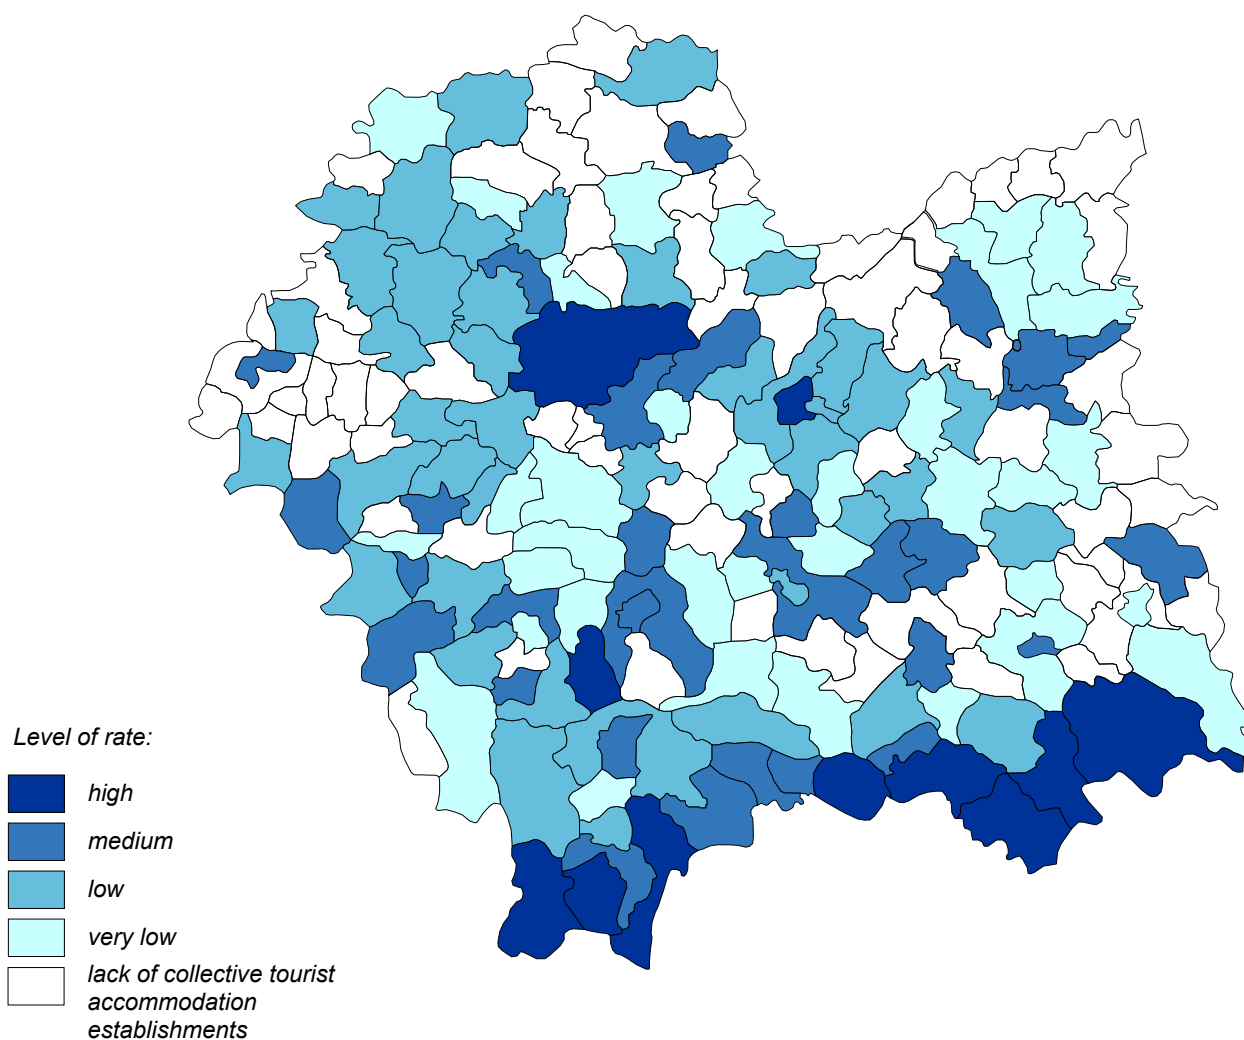 Level of rate:
high
medium
low
very low
lack of collective tourist
accommodation
establishments